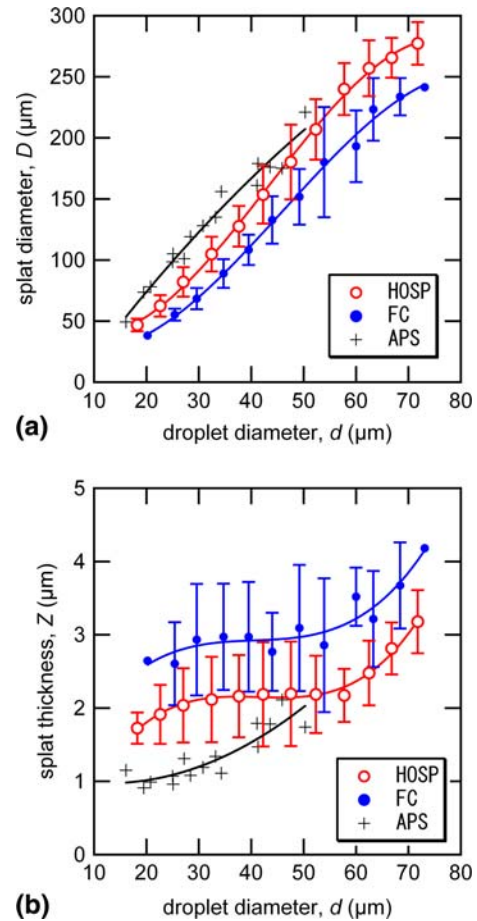 300
250
200
150
100
50
0
splat diameter, D (μm)
HOSP
FC
APS
10 20 30 40 50 60 70 80
(a)
droplet diameter, d (μm)
5
4
3
2
1
0
splat thickness, Z (μm)
HOSP
FC
APS
10 20 30 40 50 60 70 80
(b)
droplet diameter, d (μm)